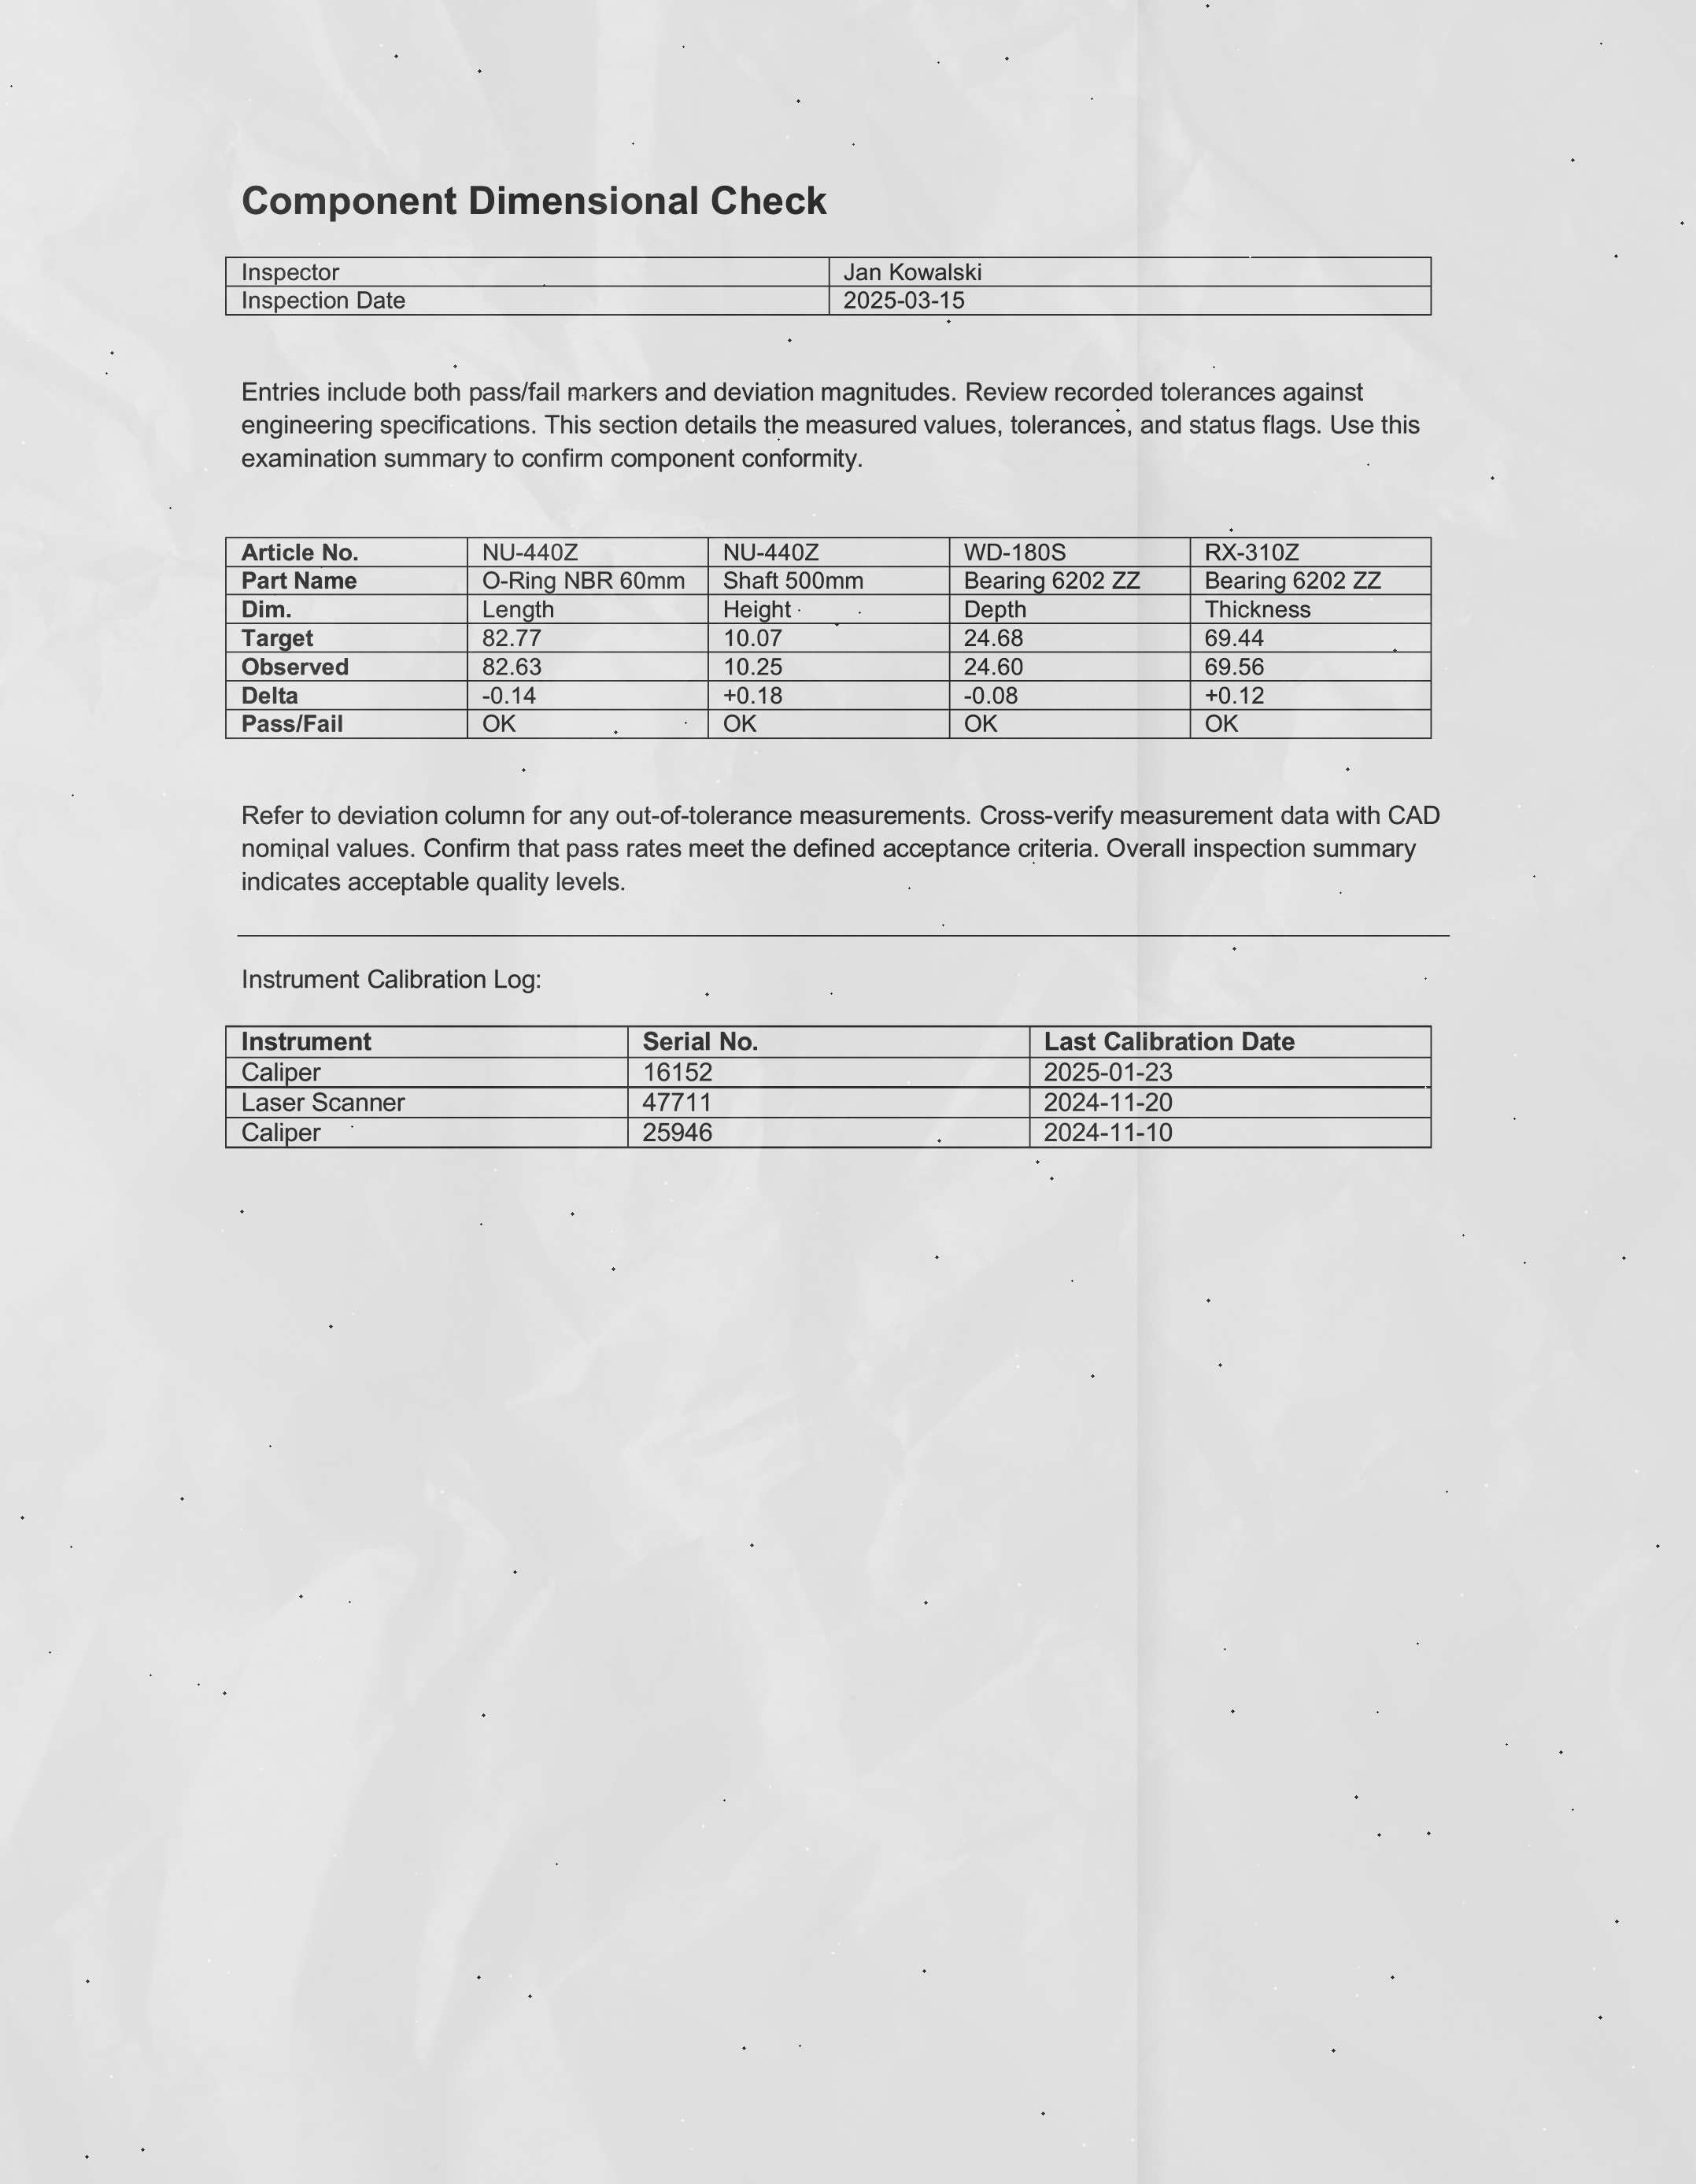 Component Dimensional Check
Inspector Jan Kowalski
Inspection Date 2025-03-15
Entries include both pass/fail markers and deviation magnitudes. Review recorded tolerances against
engineering specifications. This section details the measured values, tolerances, and status flags. Use this
examination summary to confirm component conformity.
Article No. NU-440Z NU-440Z WD-180S RX-310Z
Part Name O-Ring NBR 60mm Shaft 500mm Bearing 6202 ZZ Bearing 6202 ZZ
Dim. Length Height Depth Thickness
Target 82.77 10.07 24.68 69.44
Observed 82.63 10.25 24.60 69.56
Delta -0.14 +0.18 -0.08 +0.12
Pass/Fail OK OK OK OK
Refer to deviation column for any out-of-tolerance measurements. Cross-verify measurement data with CAD
nominal values. Confirm that pass rates meet the defined acceptance criteria. Overall inspection summary
indicates acceptable quality levels.
Instrument Calibration Log:
Instrument Serial No. Last Calibration Date
Caliper 16152 2025-01-23
Laser Scanner 47711 2024-11-20
Caliper 25946 2024-11-10